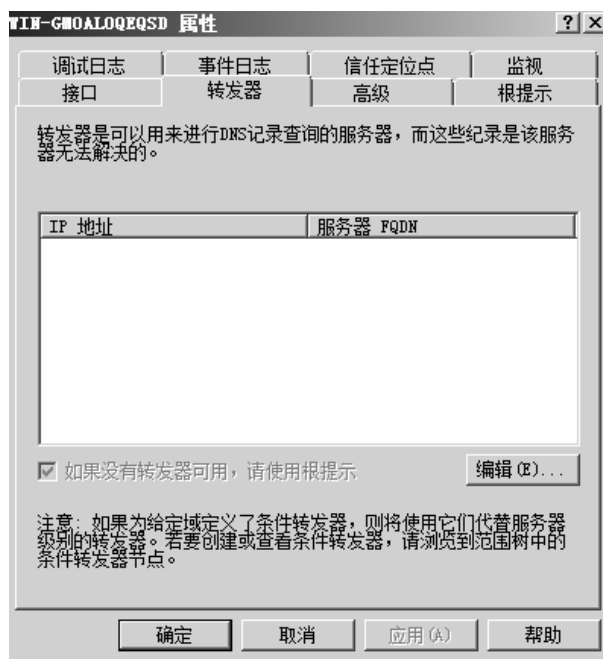 WIN-GMOALOQEQSD 属性
调试日志 事件日志 信任定位点 监视
接口 转发器 高级 根提示
转发器是可以用来进行DNS记录查询的服务器，而这些纪录是该服务
器无法解决的。
IP 地址 服务器 FQDN
如果没有转发器可用，请使用根提示 编辑(E)...
注意: 如果为给定域定义了条件转发器，则将使用它们代替服务器
级别的转发器。若要创建或查看条件转发器，请浏览到范围树中的
条件转发器节点。
确定 取消 应用(A) 帮助